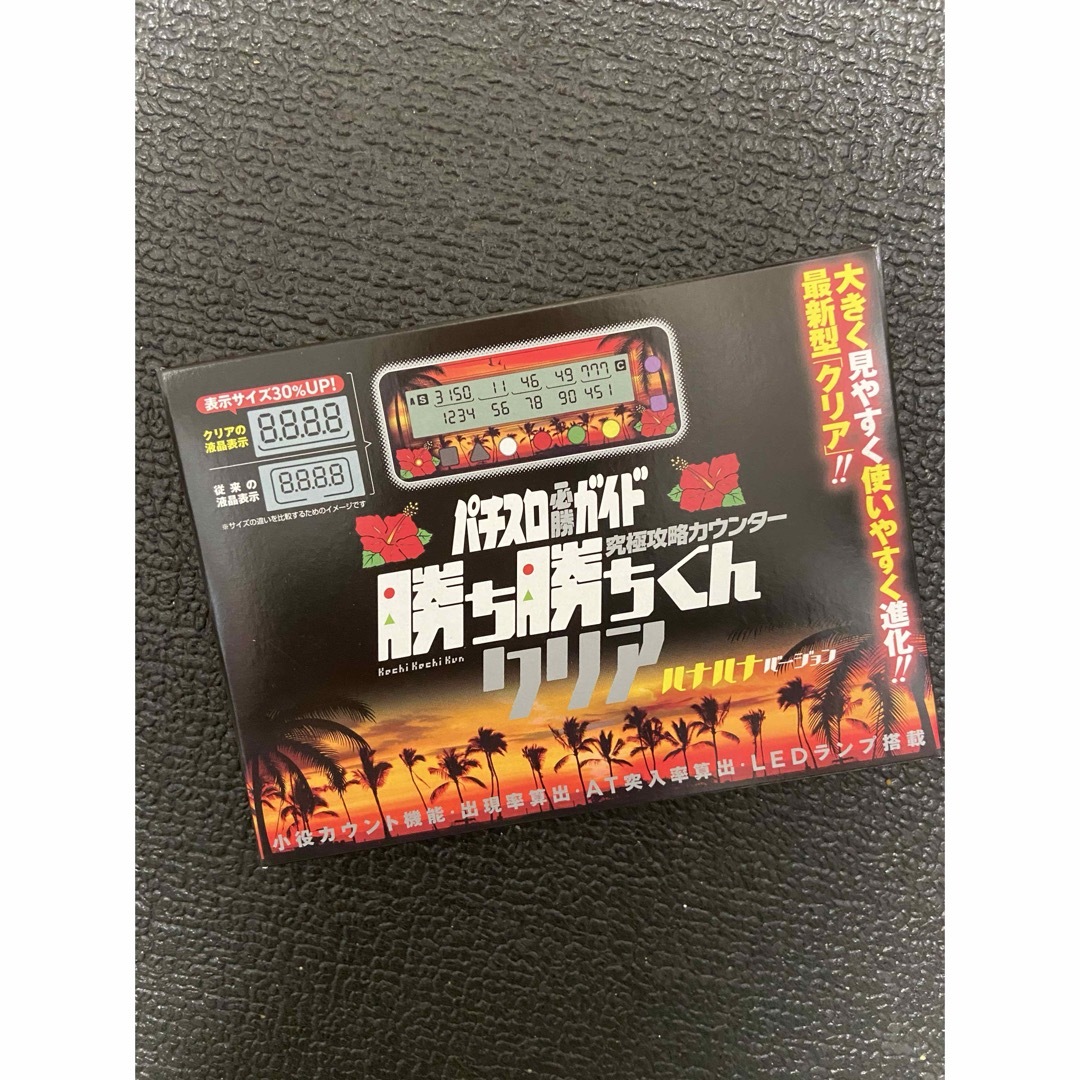 大きく見やすく使いやすく進化!!
最新型「クリア」!!
表示サイズ30%UP!
クリアの
液晶表示
8.8.8.8
従来の
液晶表示
8.8.8.8
※サイズの違いを比較するためのイメージです
A S 3150 11 46 49 777 C
1234 56 78 90 451
パチスロ必勝ガイド
究極攻略カウンター
勝ち勝ちくん
Kachi Kachi Kun
クリア
ハナハナバージョン
小役カウント機能・出現率算出・AT突入率算出・LEDランプ搭載